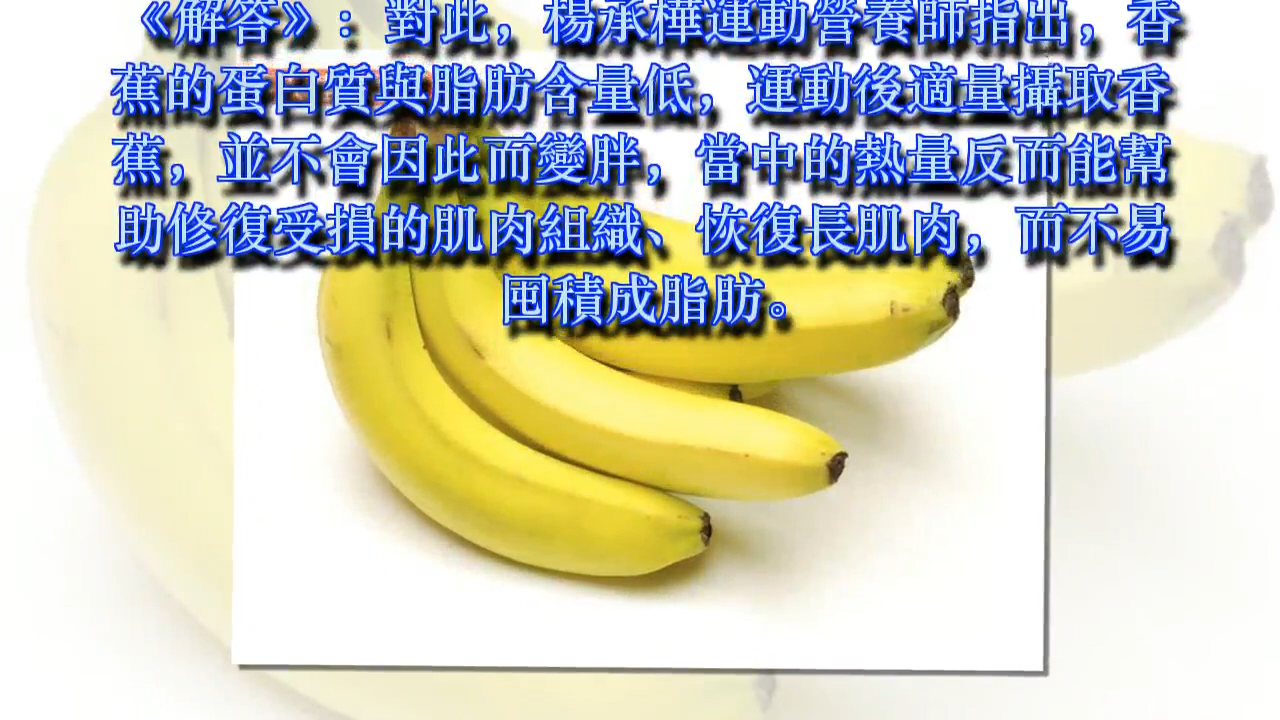 《解答》：對此，楊承樺運動營養師指出，香
蕉的蛋白質與脂肪含量低，運動後適量攝取香
蕉，並不會因此而變胖，當中的熱量反而能幫
助修復受損的肌肉組織、恢復長肌肉，而不易
囤積成脂肪。